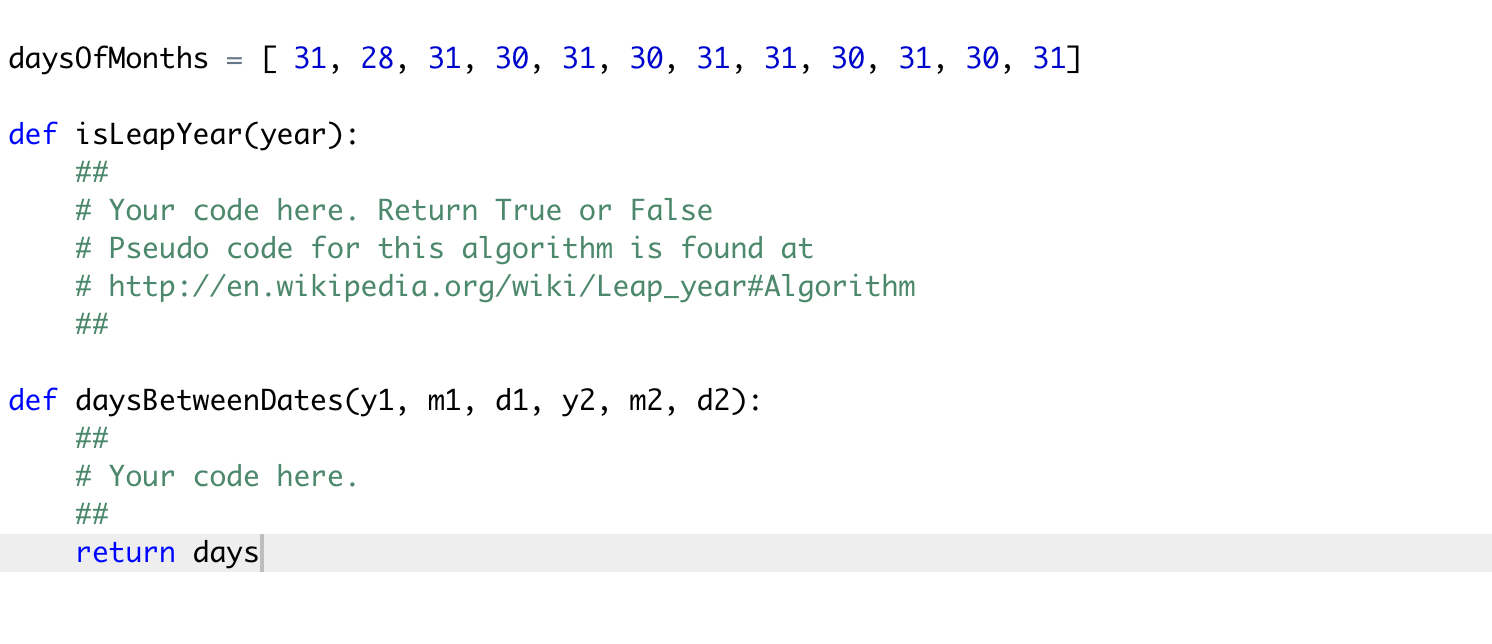 daysOfMonths = [ 31, 28, 31, 30, 31, 30, 31, 31, 30, 31, 30, 31]
def isLeapYear(year):
##
# Your code here. Return True or False
# Pseudo code for this algorithm is found at
# http://en.wikipedia.org/wiki/Leap_year#Algorithm
##
def daysBetweenDates(y1, m1, d1, y2, m2, d2):
##
# Your code here.
##
return days